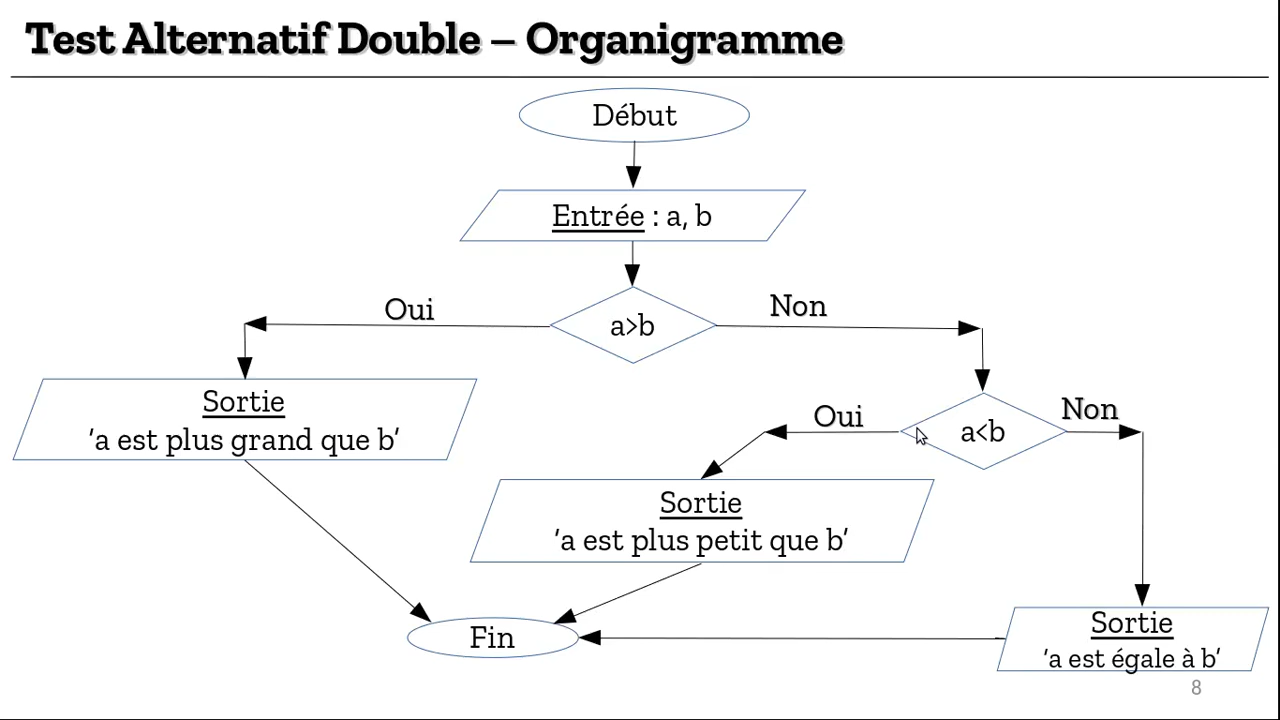 Test Alternatif Double – Organigramme
Début
Entrée : a, b
a>b
Oui
Non
Sortie
'a est plus grand que b'
a<b
Oui
Non
Sortie
'a est plus petit que b'
Sortie
'a est égale à b'
Fin
8